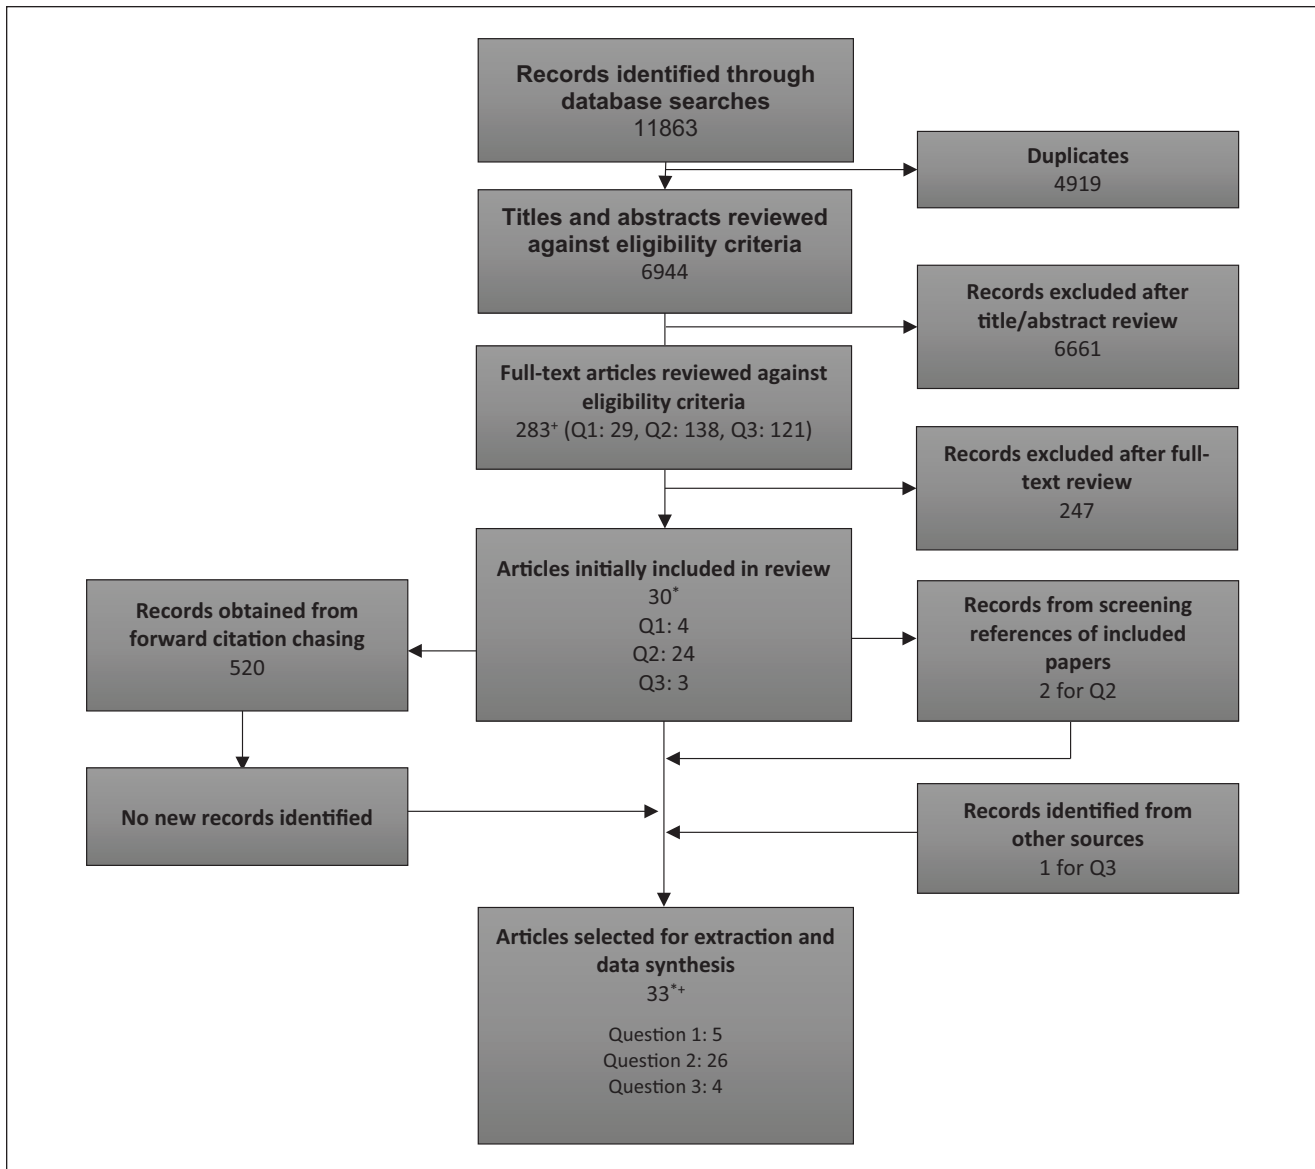 Records identified through
database searches
11863
Duplicates
4919
Titles and abstracts reviewed
against eligibility criteria
6944
Records excluded after
title/abstract review
6661
Full-text articles reviewed against
eligibility criteria
283+ (Q1: 29, Q2: 138, Q3: 121)
Records excluded after full-
text review
247
Articles initially included in review
30*
Q1: 4
Q2: 24
Q3: 3
Records obtained from
forward citation chasing
520
Records from screening
references of included
papers
2 for Q2
No new records identified
Records identified from
other sources
1 for Q3
Articles selected for extraction and
data synthesis
33*+
Question 1: 5
Question 2: 26
Question 3: 4